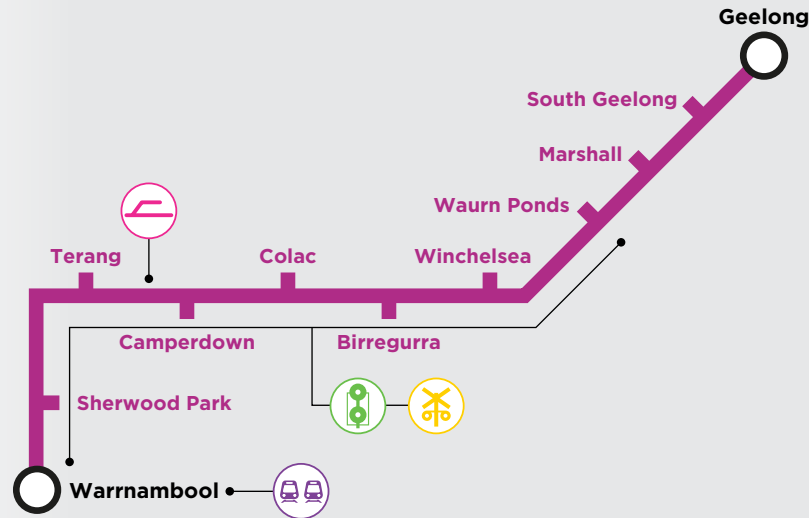 Geelong
South Geelong
Marshall
Waurn Ponds
Terang
Colac
Winchelsea
Camperdown
Birregurra
Sherwood Park
Warrnambool